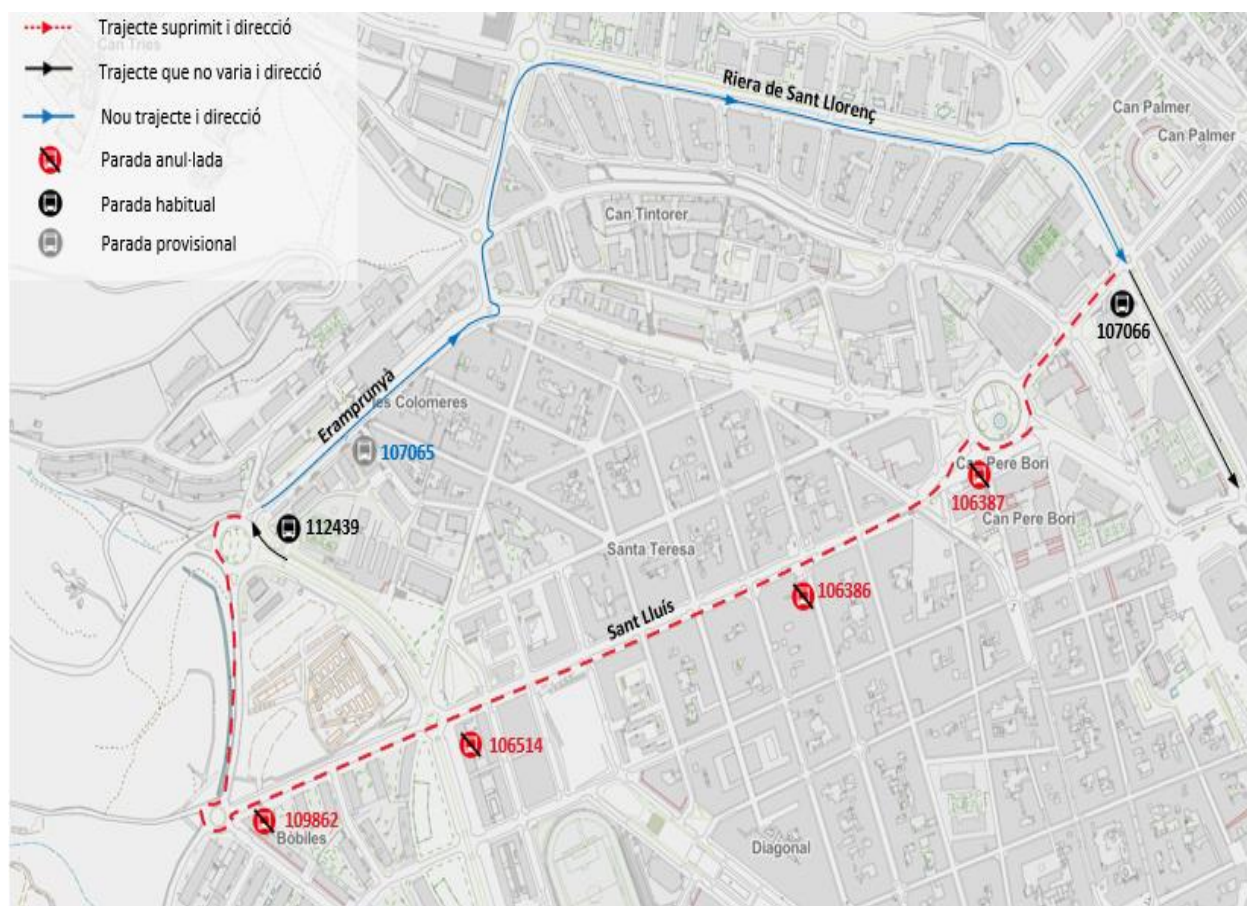 Trajecte suprimit i direcció
Can Tries
Trajecte que no varia i direcció
Nou trajecte i direcció
Parada anul·lada
Parada habitual
Parada provisional
Riera de Sant Llorenç
Can Palmer
Can Palmer
Can Tintorer
107066
Eramprunyà
les Colomeres
107065
Can Pere Bori
106387
Can Pere Bori
112439
Santa Teresa
106386
Sant Lluís
106514
109862
Bòbiles
Diagonal